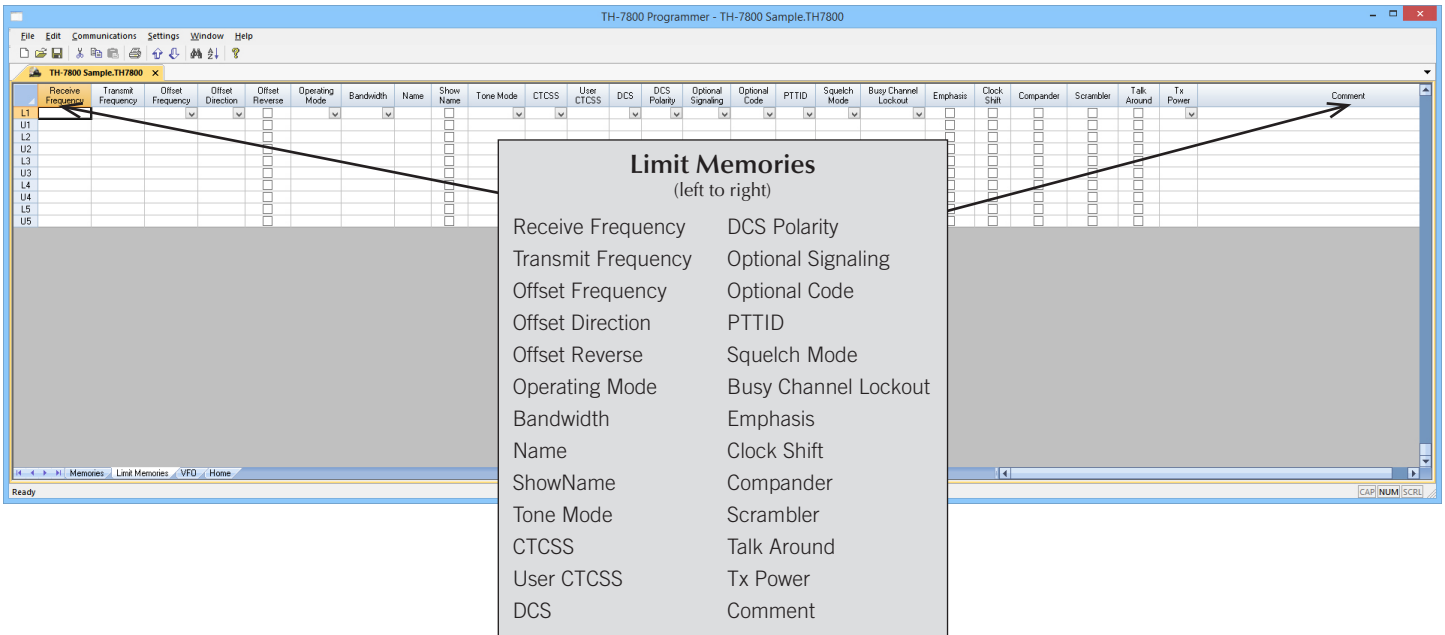 TH-7800 Programmer - TH-7800 Sample.TH7800
File Edit Communications Settings Window Help
TH-7800 Sample.TH7800
Receive Frequency Transmit Frequency Offset Frequency Offset Direction Offset Reverse Operating Mode Bandwidth Name Show Name Tone Mode CTCSS User CTCSS DCS DCS Polarity Optional Signaling Optional Code PTTID Squelch Mode Busy Channel Lockout Emphasis Clock Shift Compander Scrambler Talk Around Tx Power Comment
L1
U1
L2
U2
L3
U3
L4
U4
L5
U5
Limit Memories
(left to right)
Receive Frequency
Transmit Frequency
Offset Frequency
Offset Direction
Offset Reverse
Operating Mode
Bandwidth
Name
ShowName
Tone Mode
CTCSS
User CTCSS
DCS
DCS Polarity
Optional Signaling
Optional Code
PTTID
Squelch Mode
Busy Channel Lockout
Emphasis
Clock Shift
Compander
Scrambler
Talk Around
Tx Power
Comment
Memories Limit Memories VFO Home
Ready CAP NUM SCRL